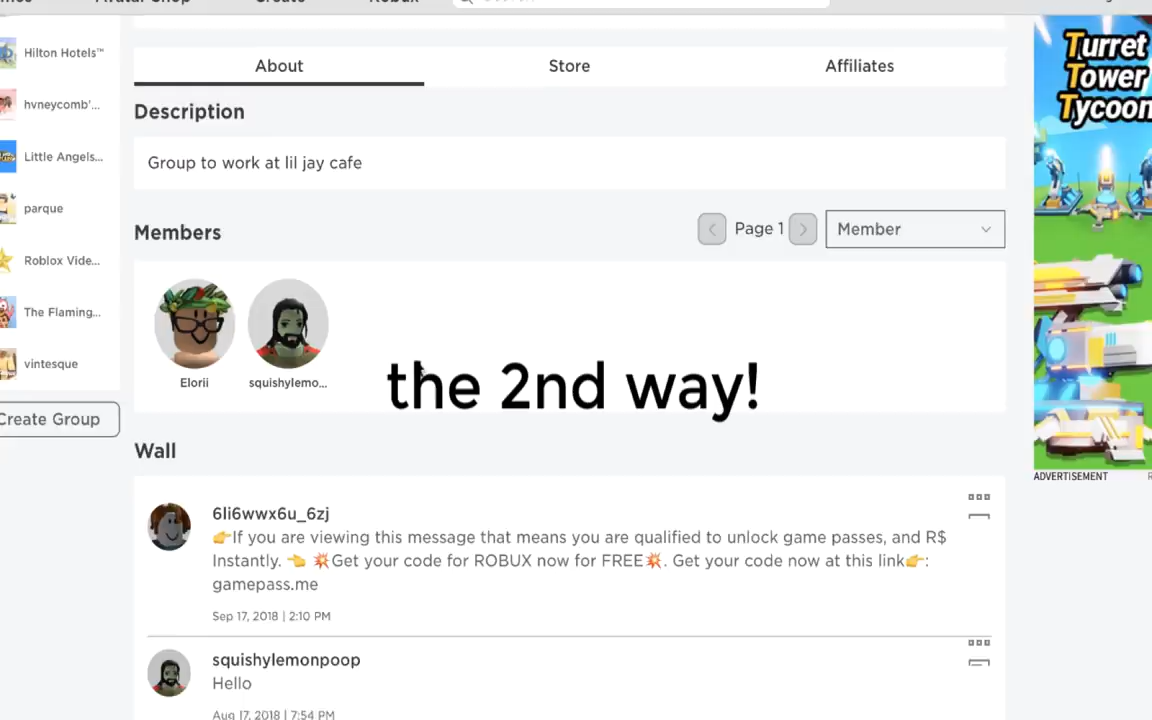 Avatar Shop
Create
Robux
Hilton Hotels™
hvneycomb'...
Little Angels...
parque
Roblox Vide...
The Flaming...
vintesque
Create Group
About
Store
Affiliates
Description
Group to work at lil jay cafe
Members
Page 1
Member
Elorii
squishylemo...
the 2nd way!
Wall
6li6wwx6u_6zj
👉If you are viewing this message that means you are qualified to unlock game passes, and R$
Instantly. 👈 💥Get your code for ROBUX now for FREE💥. Get your code now at this link👉:
gamepass.me
Sep 17, 2018 | 2:10 PM
squishylemonpoop
Hello
Aug 17, 2018 | 7:54 PM
Turret
Tower
Tycoon
ADVERTISEMENT